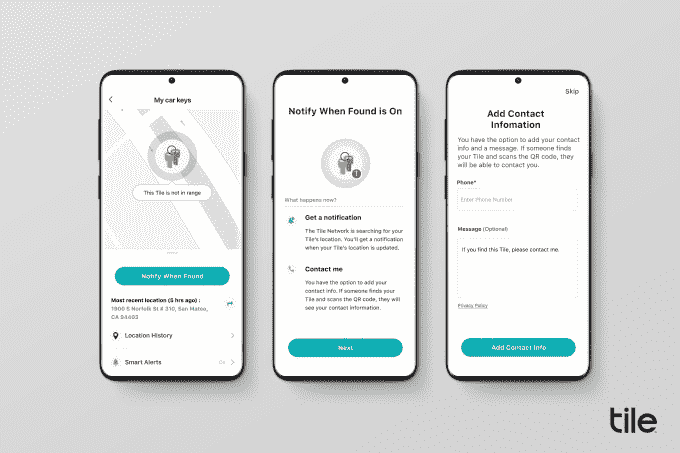 My car keys
This Tile is not in range
Notify When Found
Most recent location (5 hrs ago) :
1900 S Norfolk St # 310, San Mateo,
CA 94403
Location History
Smart Alerts
On
Notify When Found is On
What happens now?
Get a notification
The Tile Network is searching for your
Tile's location. You'll get a notification
when your Tile's location is updated.
Contact me
You have the option to add your
contact info. If someone finds your
Tile and scans the QR code, they will
see your contact information.
Next
Skip
Add Contact
Infomation
You have the option to add your contact
info and a message. If someone finds
your Tile and scans the QR code, they
will be able to contact you.
Phone*
Enter Phone Number
Message (Optional)
If you find this Tile, please contact me.
Privacy Policy
Add Contact Info
tile